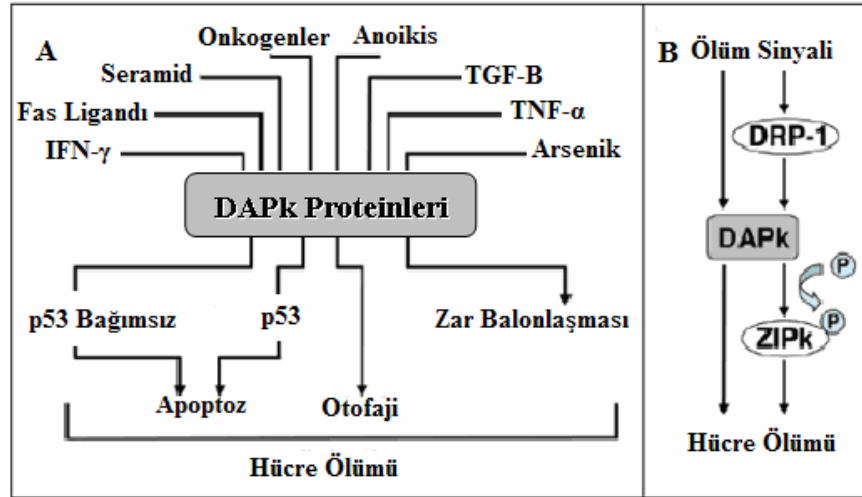 A
Onkogenler
Anoikis
Seramid
TGF-B
Fas Ligandı
TNF-α
IFN-γ
Arsenik
DAPk Proteinleri
p53 Bağımsız
p53
Zar Balonlaşması
Apoptoz
Otofaji
Hücre Ölümü
B
Ölüm Sinyali
DRP-1
DAPk
P
P
ZIPk
Hücre Ölümü